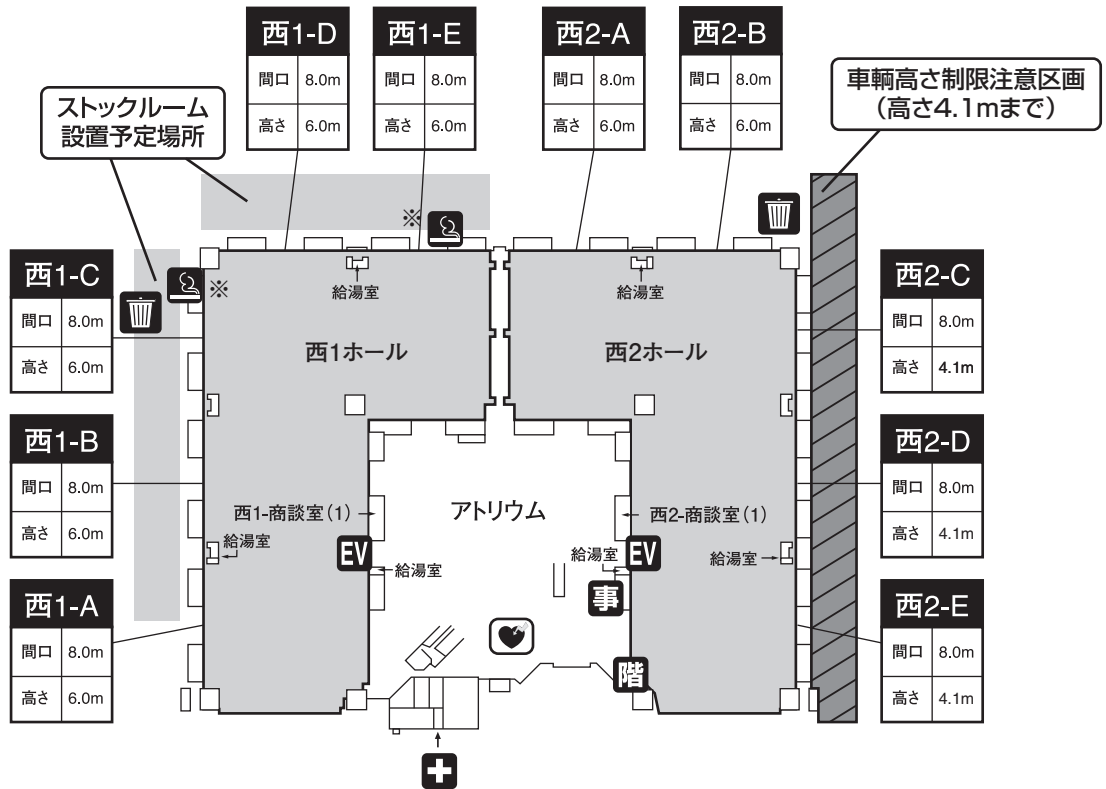 西1-D
間口 8.0m
高さ 6.0m
西1-E
間口 8.0m
高さ 6.0m
西2-A
間口 8.0m
高さ 6.0m
西2-B
間口 8.0m
高さ 6.0m
ストックルーム
設置予定場所
車輌高さ制限注意区画
(高さ4.1mまで)
※
※
西1-C
間口 8.0m
高さ 6.0m
給湯室
給湯室
西1ホール
西2ホール
西2-C
間口 8.0m
高さ 4.1m
西1-B
間口 8.0m
高さ 6.0m
西2-D
間口 8.0m
高さ 4.1m
西1-商談室(1)
アトリウム
西2-商談室(1)
給湯室
EV
給湯室
給湯室
EV
給湯室
西1-A
間口 8.0m
高さ 6.0m
事
西2-E
間口 8.0m
高さ 4.1m
階